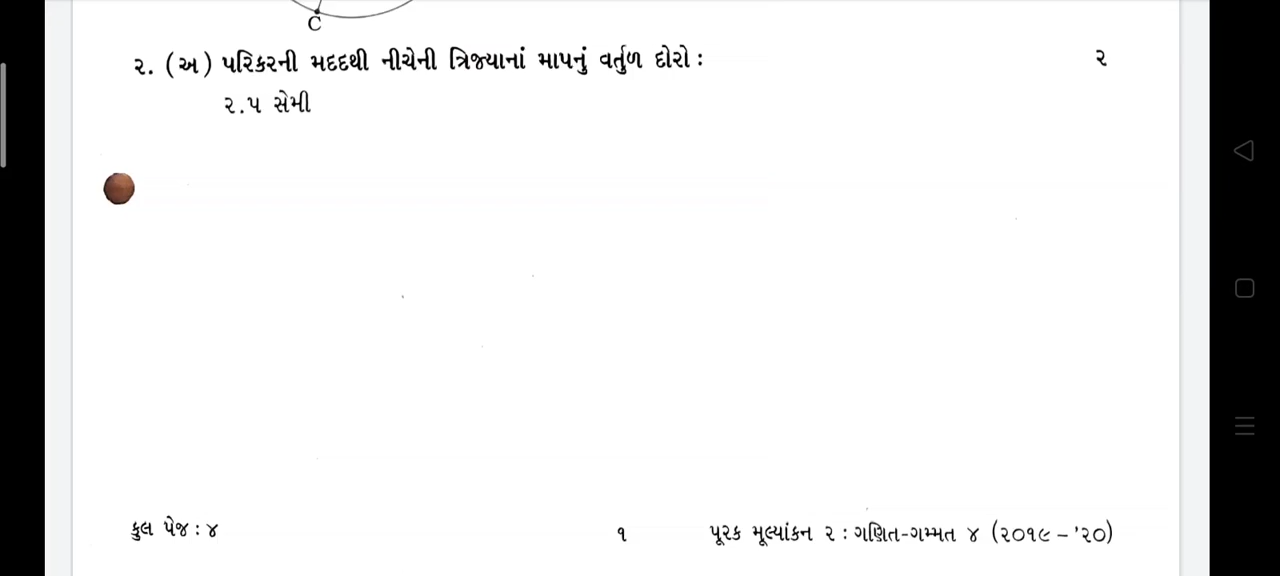 C
૨. (અ) પરિકરની મદદથી નીચેની ત્રિજ્યાનાં માપનું વર્તુળ દોરો : ૨
૨.૫ સેમી
કુલ પેજ : ૪ ૧ પૂરક મૂલ્યાંકન ૨ : ગણિત-ગમ્મત ૪ (૨૦૧૯ – '૨૦)